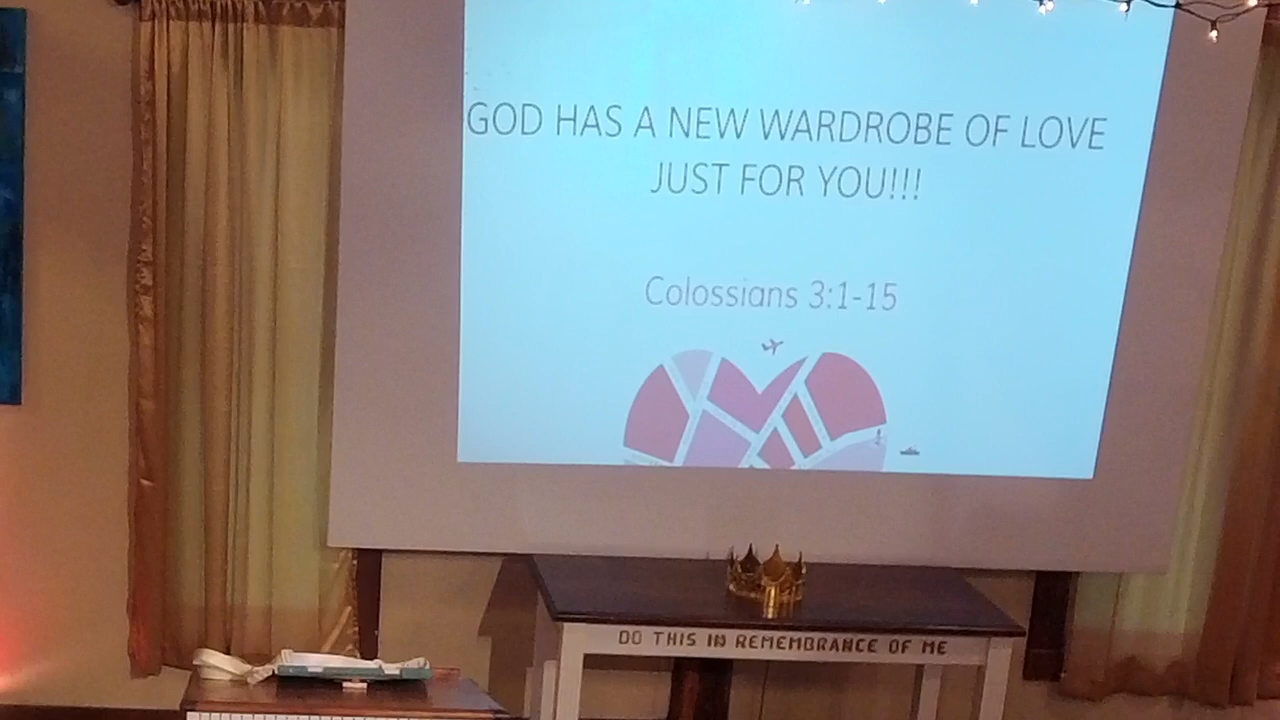 GOD HAS A NEW WARDROBE OF LOVE
JUST FOR YOU!!!
Colossians 3:1-15
DO THIS IN REMEMBRANCE OF ME